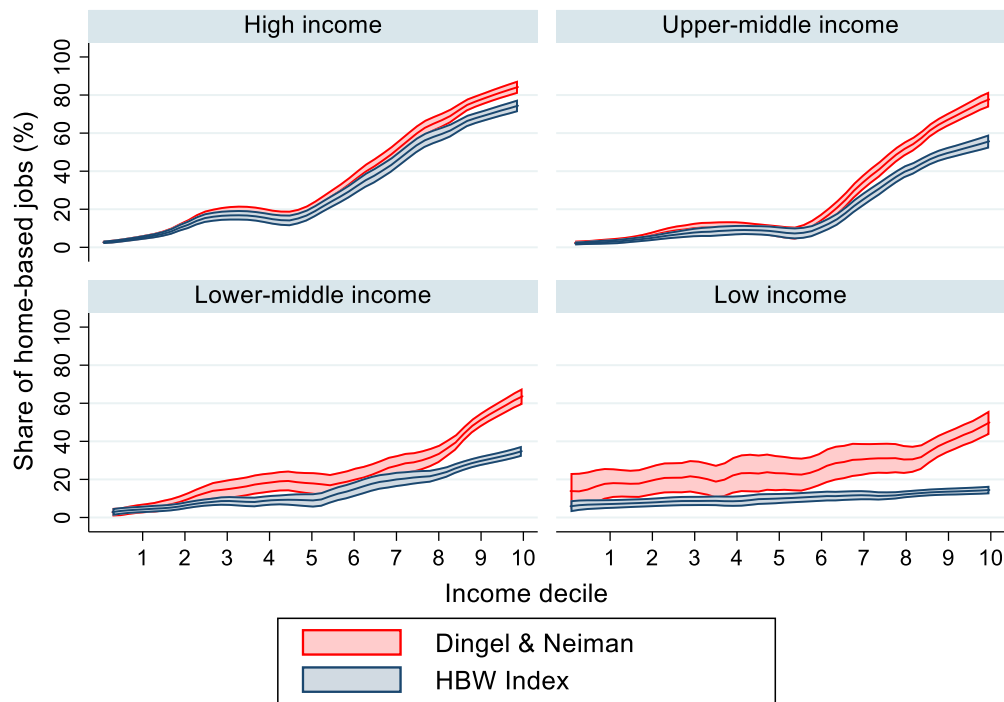 High income
Upper-middle income
Share of home-based jobs (%)
0 20 40 60 80 100
Lower-middle income
Low income
0 20 40 60 80 100
1 2 3 4 5 6 7 8 9 10
1 2 3 4 5 6 7 8 9 10
Income decile
Dingel & Neiman
HBW Index